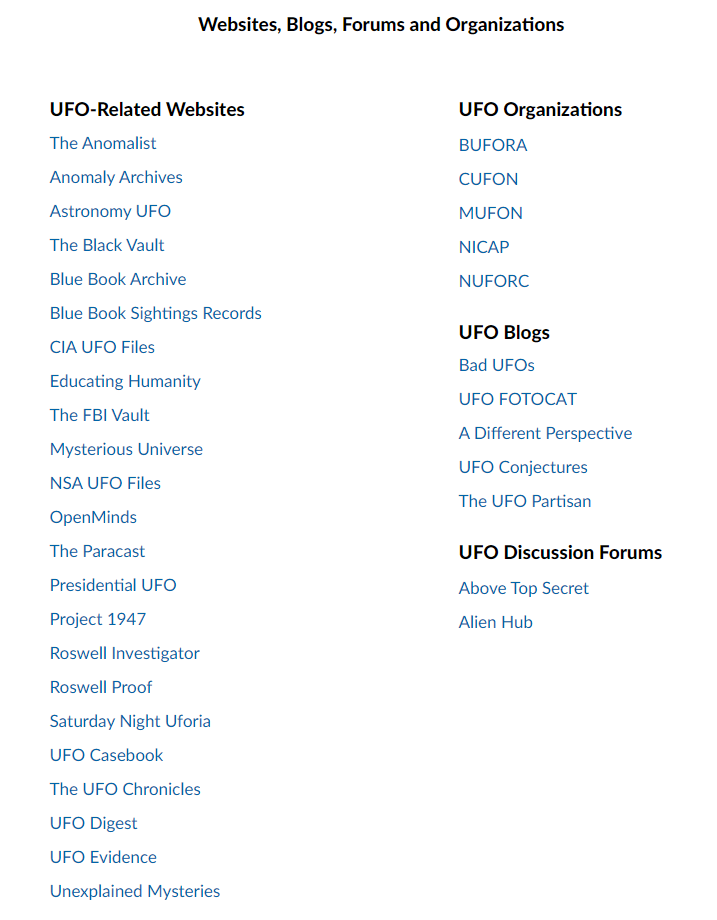 Websites, Blogs, Forums and Organizations
UFO-Related Websites
The Anomalist
Anomaly Archives
Astronomy UFO
The Black Vault
Blue Book Archive
Blue Book Sightings Records
CIA UFO Files
Educating Humanity
The FBI Vault
Mysterious Universe
NSA UFO Files
OpenMinds
The Paracast
Presidential UFO
Project 1947
Roswell Investigator
Roswell Proof
Saturday Night Uforia
UFO Casebook
The UFO Chronicles
UFO Digest
UFO Evidence
Unexplained Mysteries
UFO Organizations
BUFORA
CUFON
MUFON
NICAP
NUFORC
UFO Blogs
Bad UFOs
UFO FOTOCAT
A Different Perspective
UFO Conjectures
The UFO Partisan
UFO Discussion Forums
Above Top Secret
Alien Hub